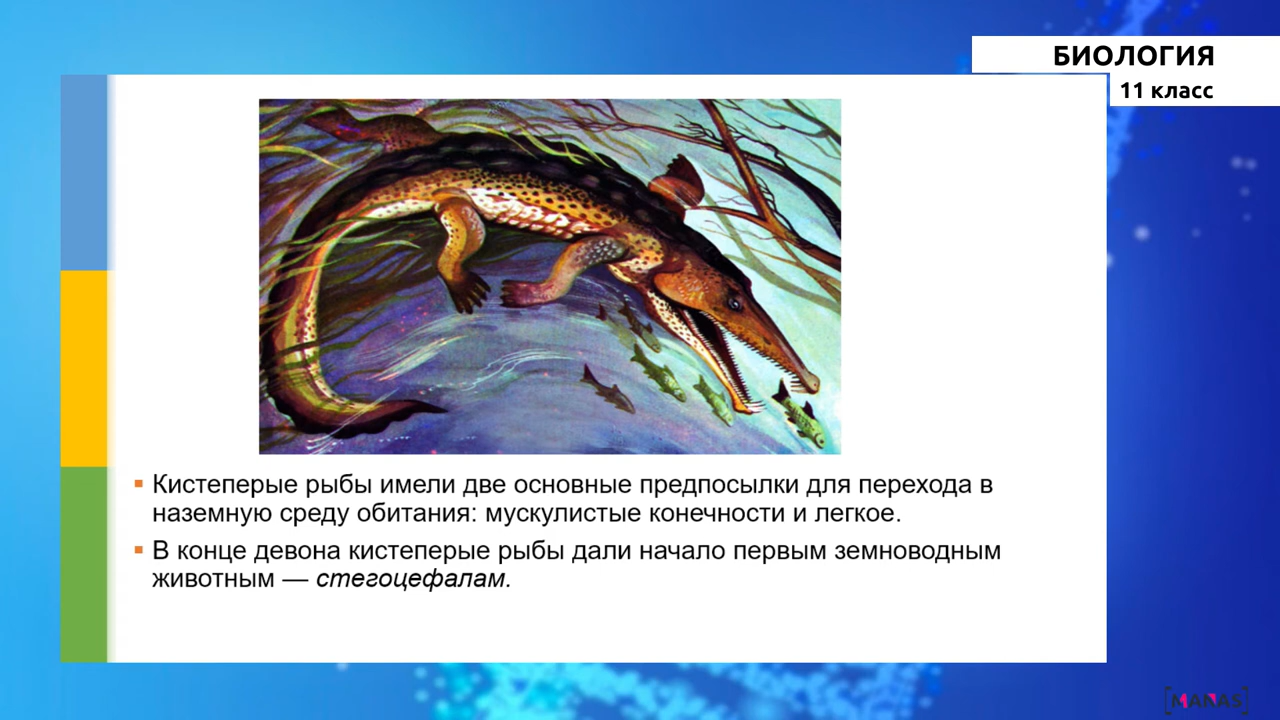 БИОЛОГИЯ
11 класс
▪ Кистеперые рыбы имели две основные предпосылки для перехода в
наземную среду обитания: мускулистые конечности и легкое.
▪ В конце девона кистеперые рыбы дали начало первым земноводным
животным — стегоцефалам.
[MANAS]